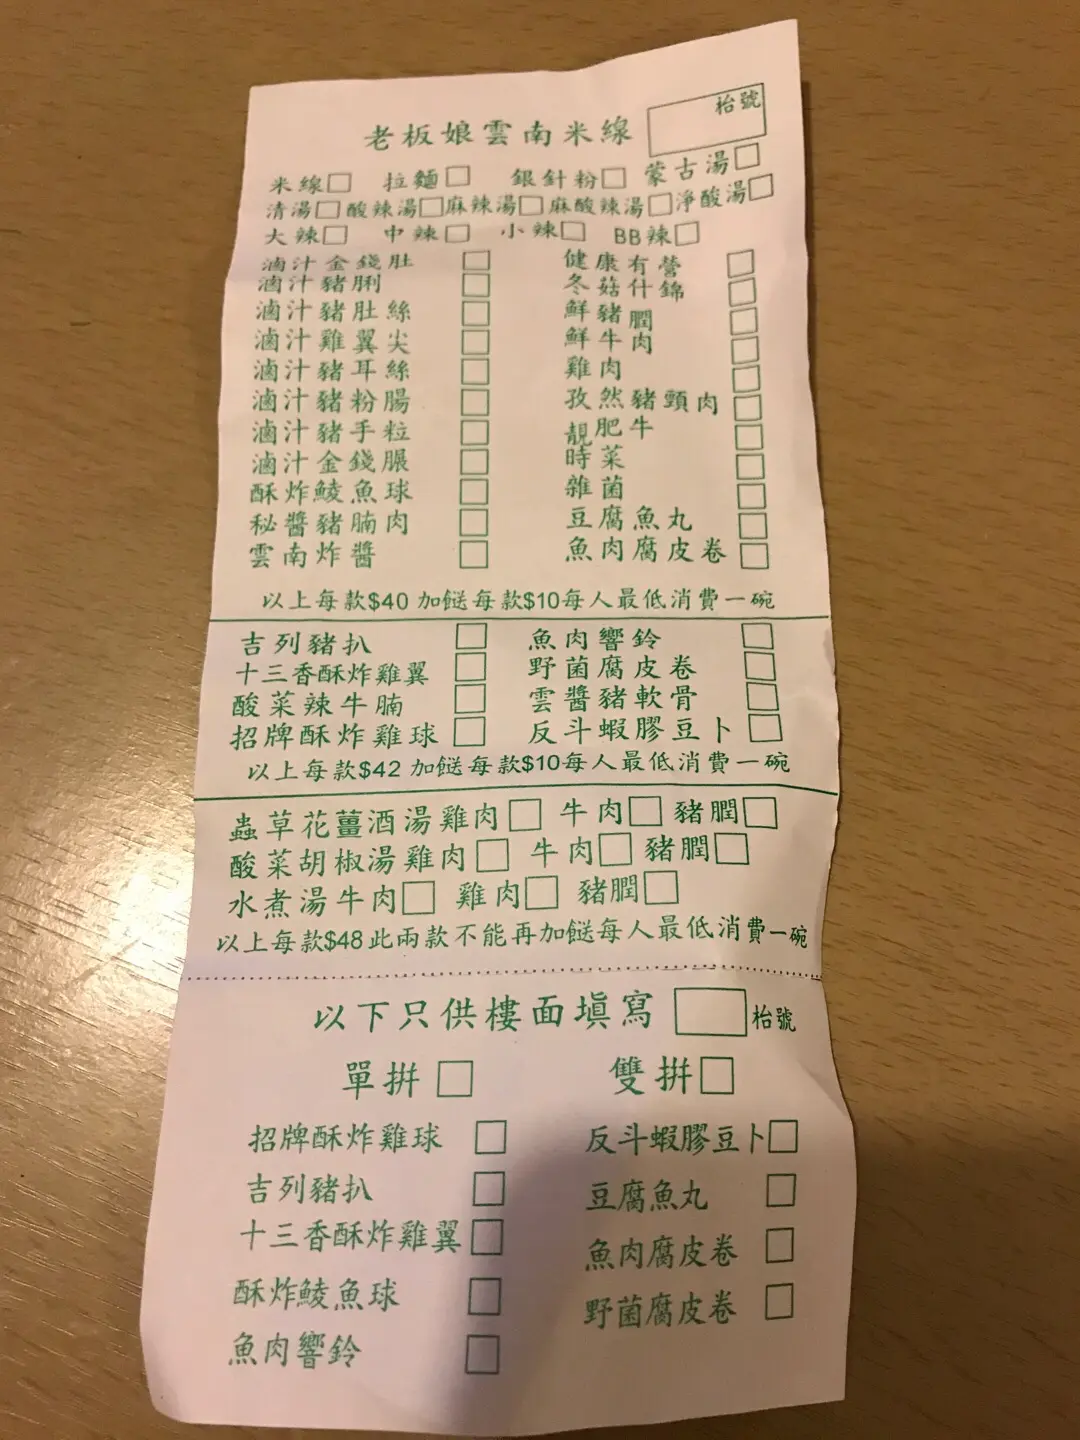 枱號
老板娘雲南米線
米線□ 拉麵□ 銀針粉□ 蒙古湯□
清湯□ 酸辣湯□ 麻辣湯□ 麻酸辣湯□ 淨酸湯□
大辣□ 中辣□ 小辣□ BB辣□
滷汁金錢肚 □ 健康有營 □
滷汁豬脷 □ 冬菇什錦 □
滷汁豬肚絲 □ 鮮豬膶 □
滷汁雞翼尖 □ 鮮牛肉 □
滷汁豬耳絲 □ 雞肉 □
滷汁豬粉腸 □ 孜然豬頸肉 □
滷汁豬手粒 □ 靚肥牛 □
滷汁金錢𦟌 □ 時菜 □
酥炸鯪魚球 □ 雜菌 □
秘醬豬腩肉 □ 豆腐魚丸 □
雲南炸醬 □ 魚肉腐皮卷 □
以上每款$40 加餸每款$10每人最低消費一碗
吉列豬扒 □ 魚肉響鈴 □
十三香酥炸雞翼 □ 野菌腐皮卷 □
酸菜辣牛腩 □ 雲醬豬軟骨 □
招牌酥炸雞球 □ 反斗蝦膠豆卜 □
以上每款$42 加餸每款$10每人最低消費一碗
蟲草花薑酒湯雞肉□ 牛肉□ 豬膶□
酸菜胡椒湯雞肉□ 牛肉□ 豬膶□
水煮湯牛肉□ 雞肉□ 豬膶□
以上每款$48 此兩款不能再加餸每人最低消費一碗
以下只供樓面填寫 □ 枱號
單拼 □ 雙拼 □
招牌酥炸雞球 □ 反斗蝦膠豆卜 □
吉列豬扒 □ 豆腐魚丸 □
十三香酥炸雞翼 □ 魚肉腐皮卷 □
酥炸鯪魚球 □ 野菌腐皮卷 □
魚肉響鈴 □